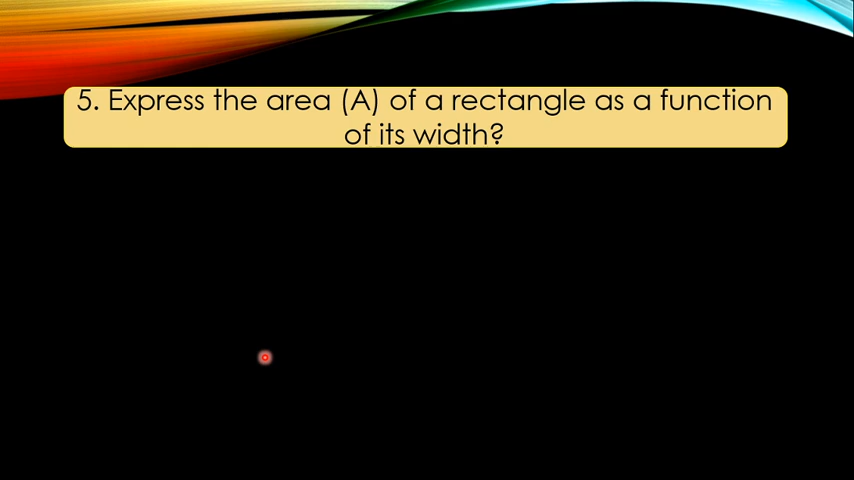 5. Express the area (A) of a rectangle as a function
of its width?